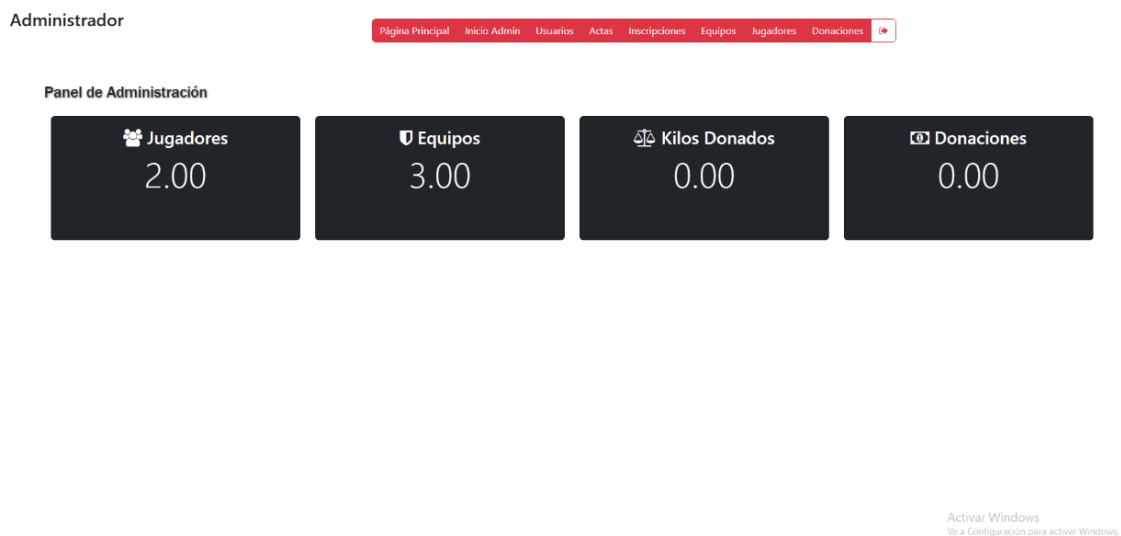 Administrador
Página Principal Inicio Admin Usuarios Actas Inscripciones Equipos Jugadores Donaciones
Panel de Administración
Jugadores
2.00
Equipos
3.00
Kilos Donados
0.00
Donaciones
0.00
Activar Windows
Ve a Configuración para activar Windows.